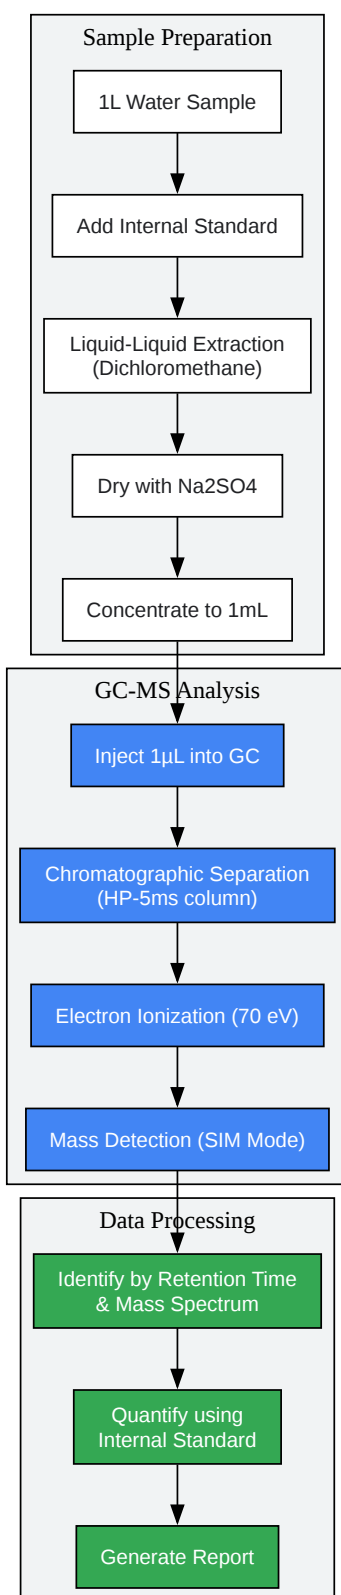 Sample Preparation
1L Water Sample
Add Internal Standard
Liquid-Liquid Extraction
(Dichloromethane)
Dry with Na2SO4
Concentrate to 1mL
GC-MS Analysis
Inject 1µL into GC
Chromatographic Separation
(HP-5ms column)
Electron Ionization (70 eV)
Mass Detection (SIM Mode)
Data Processing
Identify by Retention Time
& Mass Spectrum
Quantify using
Internal Standard
Generate Report